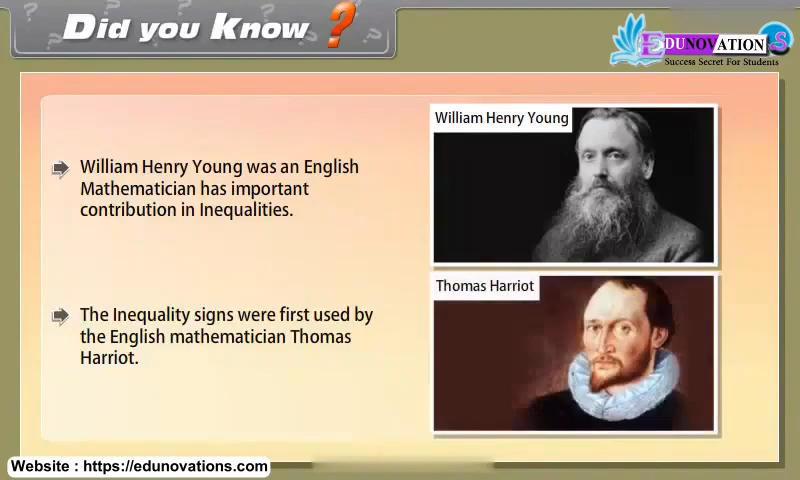 Did you Know ?
EDUNOVATIONS
Success Secret For Students
William Henry Young
William Henry Young was an English
Mathematician has important
contribution in Inequalities.
Thomas Harriot
The Inequality signs were first used by
the English mathematician Thomas
Harriot.
Website : https://edunovations.com